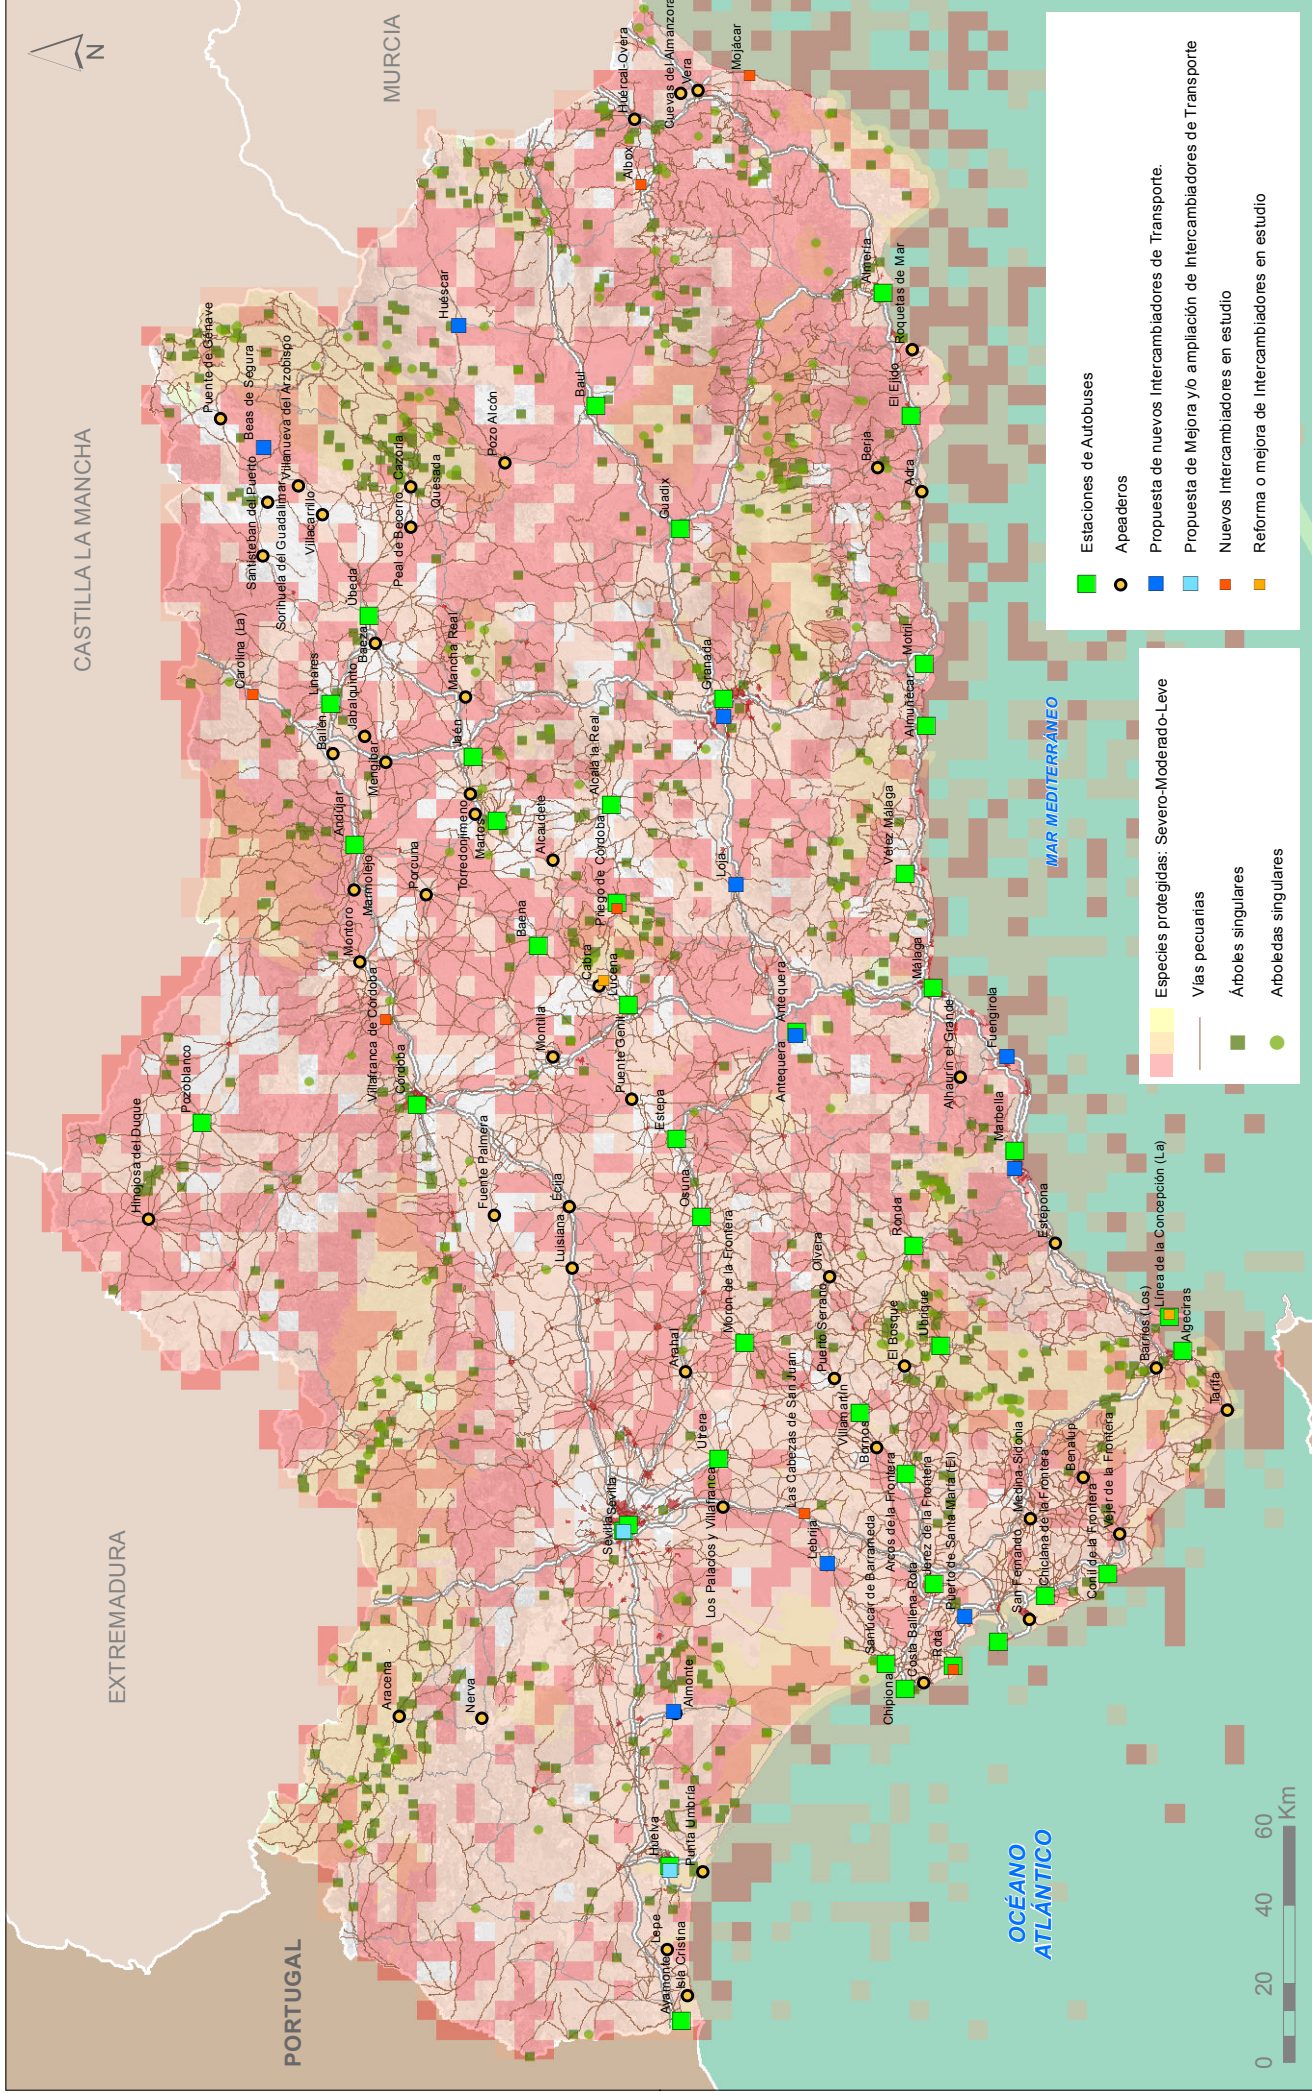 N
CASTILLA LA MANCHA
MURCIA
EXTREMADURA
PORTUGAL
OCÉANO
ATLÁNTICO
MAR MEDITERRÁNEO
Hinojosa del Duque
Pozoblanco
Santisteban del Puerto
Puente de Génave
Beas de Segura
Sorihuela del Guadalimar
Villanueva del Arzobispo
Villacarrillo
Carolina (La)
Linares
Úbeda
Baeza
Bailén
Jabalquinto
Mengíbar
Andújar
Marmolejo
Montoro
Villafranca de Córdoba
Córdoba
Peal de Becerro
Cazorla
Quesada
Pozo Alcón
Huéscar
Mancha Real
Jaén
Torredonjimeno
Martos
Porcuna
Alcaudete
Alcalá la Real
Baena
Priego de Córdoba
Cabra
Lucena
Montilla
Puente Genil
Fuente Palmera
Écija
Luisiana
Estepa
Osuna
Aracena
Nerva
Sevilla
Sevilla
Arahal
Moron de la Frontera
Utrera
Los Palacios y Villafranca
Las Cabezas de San Juan
Lebrija
Almonte
Huelva
Punta Umbría
Lepe
Ayamonte
Isla Cristina
Baul
Guadix
Granada
Loja
Antequera
Antequera
Albox
Huércal-Overa
Cuevas del Almanzora
Vera
Mojácar
Almería
Roquetas de Mar
El Ejido
Berja
Adra
Motril
Almuñécar
Vélez Málaga
Málaga
Alhaurín el Grande
Fuengirola
Marbella
Estepona
Ronda
Olvera
Puerto Serrano
Villamartín
Bornos
El Bosque
Ubrique
Arcos de la Frontera
Jerez de la Frontera
Sanlúcar de Barrameda
Chipiona
Costa Ballena-Rota
Rota
Puerto de Santa María (El)
San Fernando
Chiclana de la Frontera
Medina-Sidonia
Benalup
Conil de la Frontera
Vejer de la Frontera
Barrios (Los)
Línea de la Concepción (La)
Algeciras
Tarifa
Estaciones de Autobuses
Apeaderos
Propuesta de nuevos Intercambiadores de Transporte.
Propuesta de Mejora y/o ampliación de Intercambiadores de Transporte
Nuevos Intercambiadores en estudio
Reforma o mejora de Intercambiadores en estudio
Especies protegidas: Severo-Moderado-Leve
Vías pecuarias
Árboles singulares
Arboledas singulares
0 20 40 60
Km